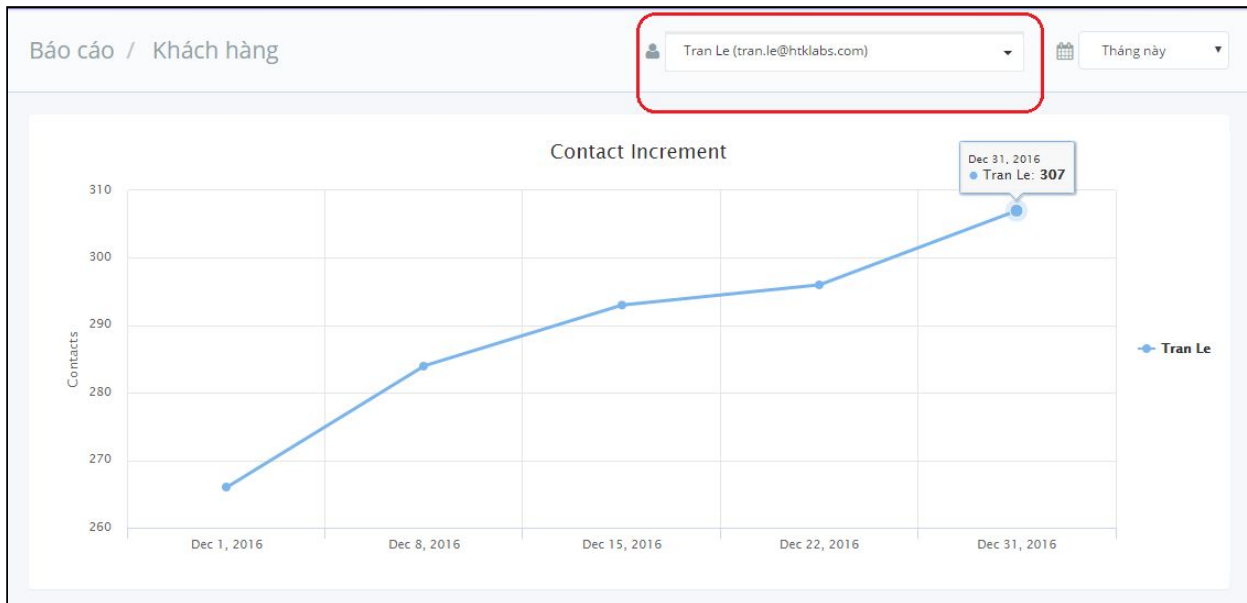 Báo cáo / Khách hàng
Tran Le (tran.le@htklabs.com)
Tháng này
Contact Increment
Dec 31, 2016
Tran Le: 307
310
300
290
280
270
260
Contacts
Tran Le
Dec 1, 2016
Dec 8, 2016
Dec 15, 2016
Dec 22, 2016
Dec 31, 2016